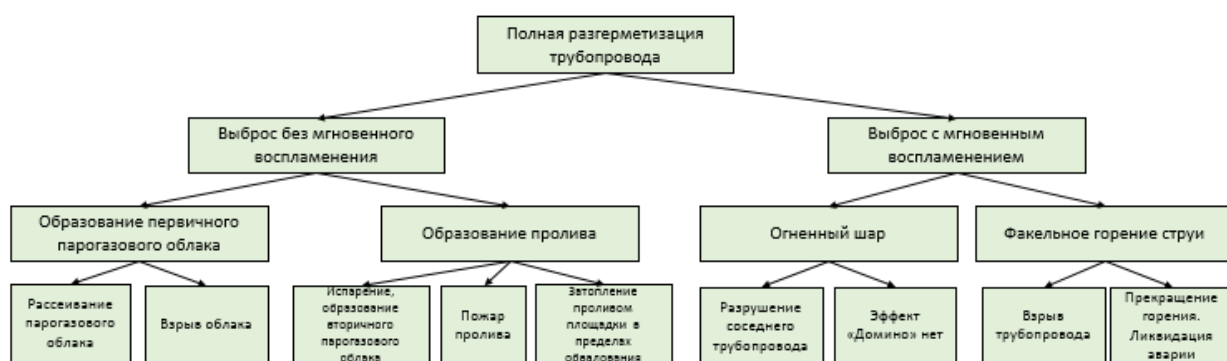 Полная разгерметизация
трубопровода
Выброс без мгновенного
воспламенения
Выброс с мгновенным
воспламенением
Образование первичного
парогазового облака
Образование пролива
Огненный шар
Факельное горение струи
Рассеивание
парогазового
облака
Взрыв облака
Испарение,
образование
вторичного
парогазового
облака
Пожар
пролива
Затопление
проливом
площадки в
пределах
обвалования
Разрушение
соседнего
трубопровода
Эффект
«Домино» нет
Взрыв
трубопровода
Прекращение
горения.
Ликвидация
аварии